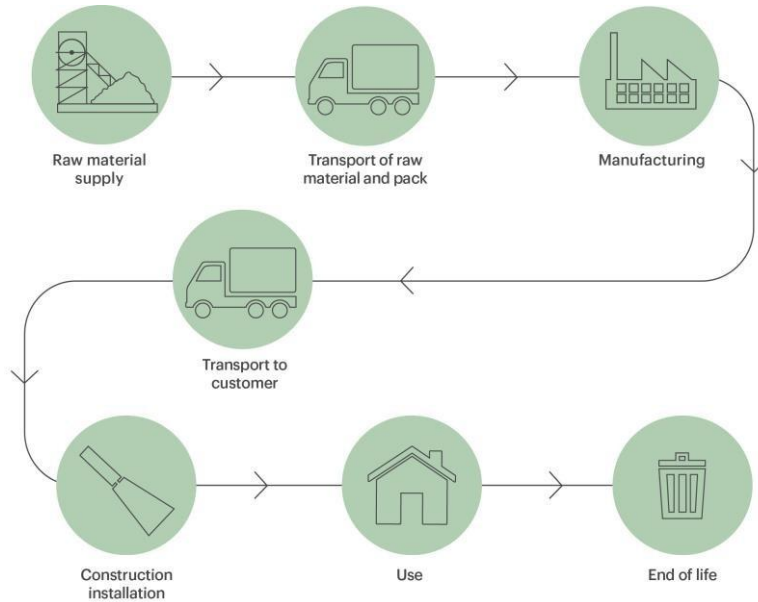 Raw material
supply
Transport of raw
material and pack
Manufacturing
Transport to
customer
Construction
installation
Use
End of life